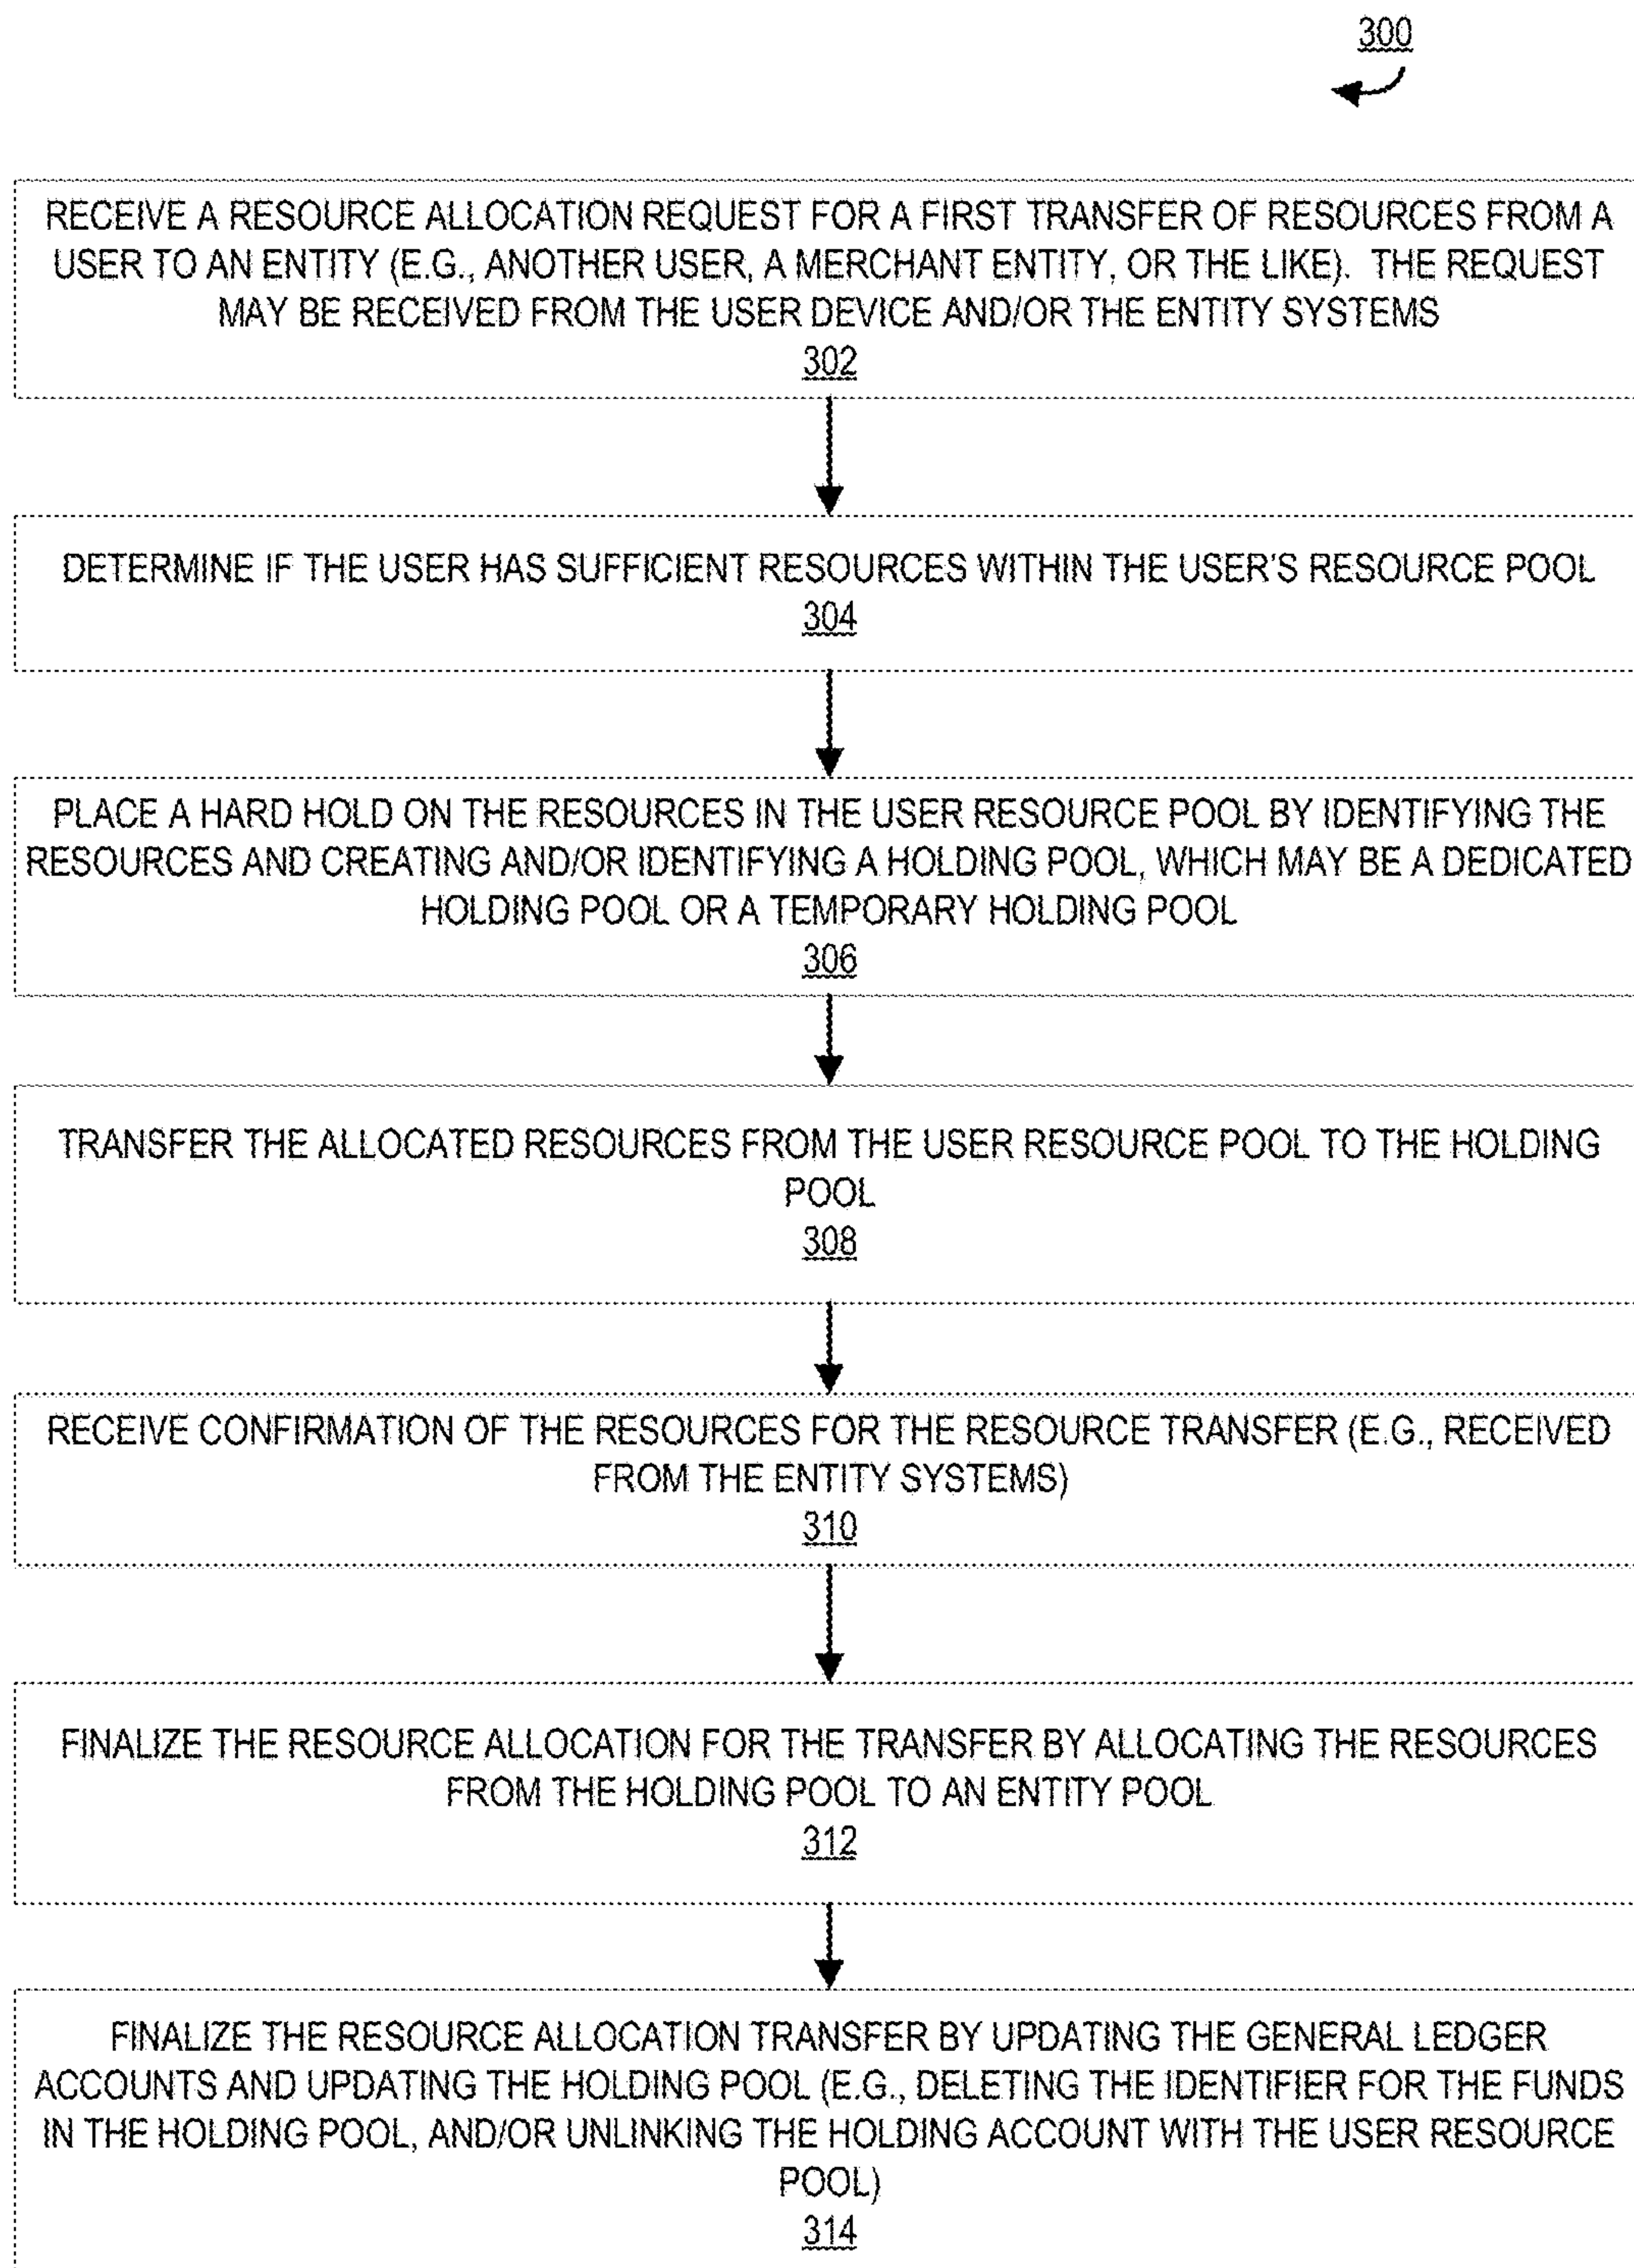 300
RECEIVE A RESOURCE ALLOCATION REQUEST FOR A FIRST TRANSFER OF RESOURCES FROM A
USER TO AN ENTITY (E.G., ANOTHER USER, A MERCHANT ENTITY, OR THE LIKE). THE REQUEST
MAY BE RECEIVED FROM THE USER DEVICE AND/OR THE ENTITY SYSTEMS
302
DETERMINE IF THE USER HAS SUFFICIENT RESOURCES WITHIN THE USER'S RESOURCE POOL
304
PLACE A HARD HOLD ON THE RESOURCES IN THE USER RESOURCE POOL BY IDENTIFYING THE
RESOURCES AND CREATING AND/OR IDENTIFYING A HOLDING POOL, WHICH MAY BE A DEDICATED
HOLDING POOL OR A TEMPORARY HOLDING POOL
306
TRANSFER THE ALLOCATED RESOURCES FROM THE USER RESOURCE POOL TO THE HOLDING
POOL
308
RECEIVE CONFIRMATION OF THE RESOURCES FOR THE RESOURCE TRANSFER (E.G., RECEIVED
FROM THE ENTITY SYSTEMS)
310
FINALIZE THE RESOURCE ALLOCATION FOR THE TRANSFER BY ALLOCATING THE RESOURCES
FROM THE HOLDING POOL TO AN ENTITY POOL
312
FINALIZE THE RESOURCE ALLOCATION TRANSFER BY UPDATING THE GENERAL LEDGER
ACCOUNTS AND UPDATING THE HOLDING POOL (E.G., DELETING THE IDENTIFIER FOR THE FUNDS
IN THE HOLDING POOL, AND/OR UNLINKING THE HOLDING ACCOUNT WITH THE USER RESOURCE
POOL)
314